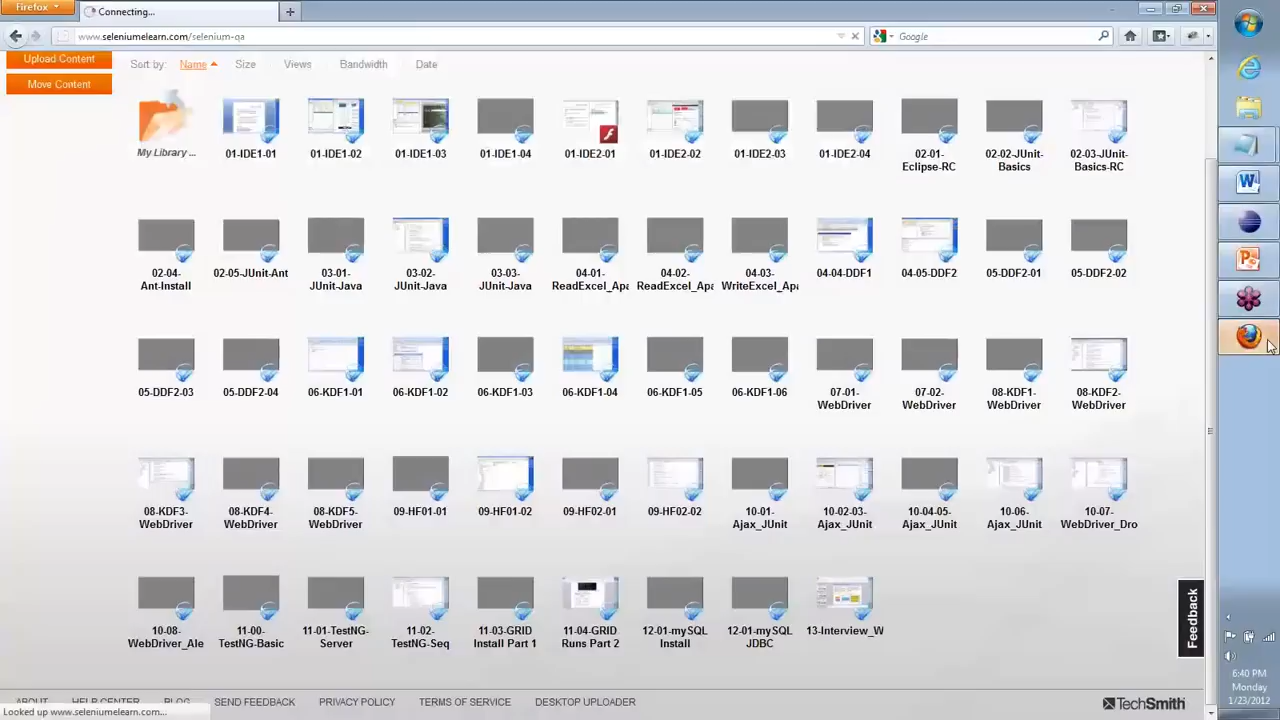 Firefox
Connecting...
www.seleniumelearn.com/selenium-qa
Google
Upload Content
Move Content
Sort by: Name Size Views Bandwidth Date
My Library ... 01-IDE1-01 01-IDE1-02 01-IDE1-03 01-IDE1-04 01-IDE2-01 01-IDE2-02 01-IDE2-03 01-IDE2-04 02-01- 02-02-JUnit- 02-03-JUnit-
Eclipse-RC Basics Basics-RC
02-04- 02-05-JUnit-Ant 03-01- 03-02- 03-03- 04-01- 04-02- 04-03- 04-04-DDF1 04-05-DDF2 05-DDF2-01 05-DDF2-02
Ant-Install JUnit-Java JUnit-Java JUnit-Java ReadExcel_Apa ReadExcel_Apa WriteExcel_Apa
05-DDF2-03 05-DDF2-04 06-KDF1-01 06-KDF1-02 06-KDF1-03 06-KDF1-04 06-KDF1-05 06-KDF1-06 07-01- 07-02- 08-KDF1- 08-KDF2-
WebDriver WebDriver WebDriver WebDriver
08-KDF3- 08-KDF4- 08-KDF5- 09-HF01-01 09-HF01-02 09-HF02-01 09-HF02-02 10-01- 10-02-03- 10-04-05- 10-06- 10-07-
WebDriver WebDriver WebDriver Ajax_JUnit Ajax_JUnit Ajax_JUnit Ajax_JUnit WebDriver_Dro
10-08- 11-00- 11-01-TestNG- 11-02- 11-03-GRID 11-04-GRID 12-01-mySQL 12-01-mySQL 13-Interview_W
WebDriver_Ale TestNG-Basic Server TestNG-Seq Install Part 1 Runs Part 2 Install JDBC
Feedback
ABOUT HELP CENTER BLOG SEND FEEDBACK PRIVACY POLICY TERMS OF SERVICE DESKTOP UPLOADER TechSmith
Looked up www.seleniumelearn.com...
6:40 PM
Monday
1/23/2012